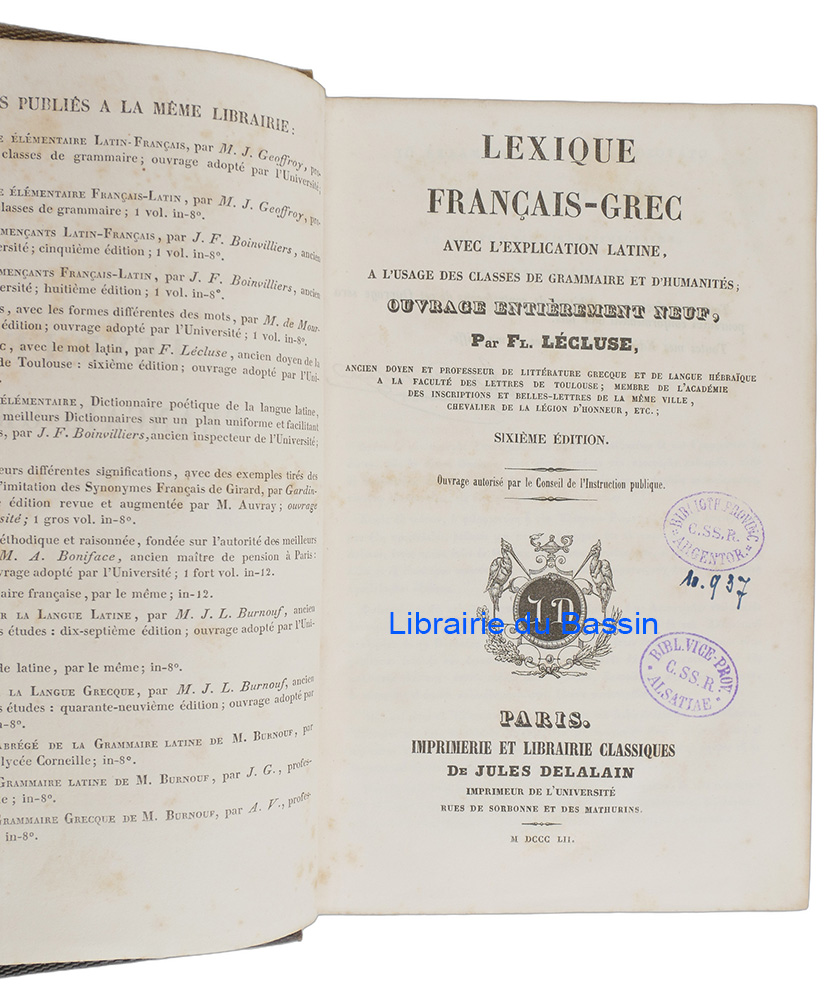 S PUBLIÉS A LA MÊME LIBRAIRIE:
E ÉLÉMENTAIRE LATIN-FRANÇAIS, par M. J. Geoffroy, pro-
classes de grammaire; ouvrage adopté par l'Université;
E ÉLÉMENTAIRE FRANÇAIS-LATIN, par M. J. Geoffroy, pro-
lasses de grammaire; 1 vol. in-8°.
MENÇANTS LATIN-FRANÇAIS, par J. F. Boinvilliers, ancien
ersité; cinquième édition; 1 vol. in-8°.
MENÇANTS FRANÇAIS-LATIN, par J. F. Boinvilliers, ancien
ersité; huitième édition; 1 vol. in-8°.
s, avec les formes différentes des mots, par M. de Mour-
édition; ouvrage adopté par l'Université; 1 vol. in-8°.
c, avec le mot latin, par F. Lécluse, ancien doyen de la
de Toulouse: sixième édition; ouvrage adopté par l'Uni-
ÉLÉMENTAIRE, Dictionnaire poétique de la langue latine,
meilleurs Dictionnaires sur un plan uniforme et facilitant
s, par J. F. Boinvilliers, ancien inspecteur de l'Université;
eurs différentes significations, avec des exemples tirés des
l'imitation des Synonymes Français de Girard, par Gardin-
édition revue et augmentée par M. Auvray; ouvrage
sité; 1 gros vol. in-8°.
éthodique et raisonnée, fondée sur l'autorité des meilleurs
M. A. Boniface, ancien maître de pension à Paris:
vrage adopté par l'Université; 1 fort vol. in-12.
aire française, par le même; in-12.
R LA LANGUE LATINE, par M. J. L. Burnouf, ancien
s études: dix-septième édition; ouvrage adopté par l'Uni-
de latine, par le même; in-8°.
LA LANGUE GRECQUE, par M. J. L. Burnouf, ancien
s études: quarante-neuvième édition; ouvrage adopté par
n-8°.
ABRÉGÉ DE LA GRAMMAIRE LATINE DE M. BURNOUF, par
lycée Corneille; in-8°.
GRAMMAIRE LATINE DE M. BURNOUF, par J. G., profes-
e; in-8°.
GRAMMAIRE GRECQUE DE M. BURNOUF, par A. V., profes-
in-8°.
LEXIQUE
FRANÇAIS-GREC
AVEC L'EXPLICATION LATINE,
A L'USAGE DES CLASSES DE GRAMMAIRE ET D'HUMANITÉS;
OUVRAGE ENTIÈREMENT NEUF,
Par FL. LÉCLUSE,
ANCIEN DOYEN ET PROFESSEUR DE LITTÉRATURE GRECQUE ET DE LANGUE HÉBRAÏQUE
A LA FACULTÉ DES LETTRES DE TOULOUSE; MEMBRE DE L'ACADÉMIE
DES INSCRIPTIONS ET BELLES-LETTRES DE LA MÊME VILLE,
CHEVALIER DE LA LÉGION D'HONNEUR, ETC.;
SIXIÈME ÉDITION.
Ouvrage autorisé par le Conseil de l'Instruction publique.
BIBLIOTH. PROVINC.
C.SS.R.
ARGENTOR.
10.937
JD
Librairie du Bassin
BIBL. VICE-PROV.
C.SS.R
ALSATIAE
PARIS.
IMPRIMERIE ET LIBRAIRIE CLASSIQUES
DE JULES DELALAIN
IMPRIMEUR DE L'UNIVERSITÉ
RUES DE SORBONNE ET DES MATHURINS.
M DCCC LII.